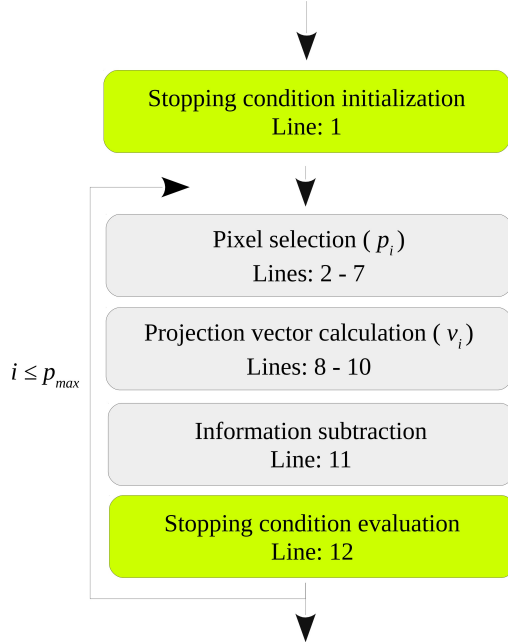 Stopping condition initialization
Line: 1
Pixel selection ( p_i )
Lines: 2 - 7
Projection vector calculation ( v_i )
Lines: 8 - 10
i ≤ p_max
Information subtraction
Line: 11
Stopping condition evaluation
Line: 12